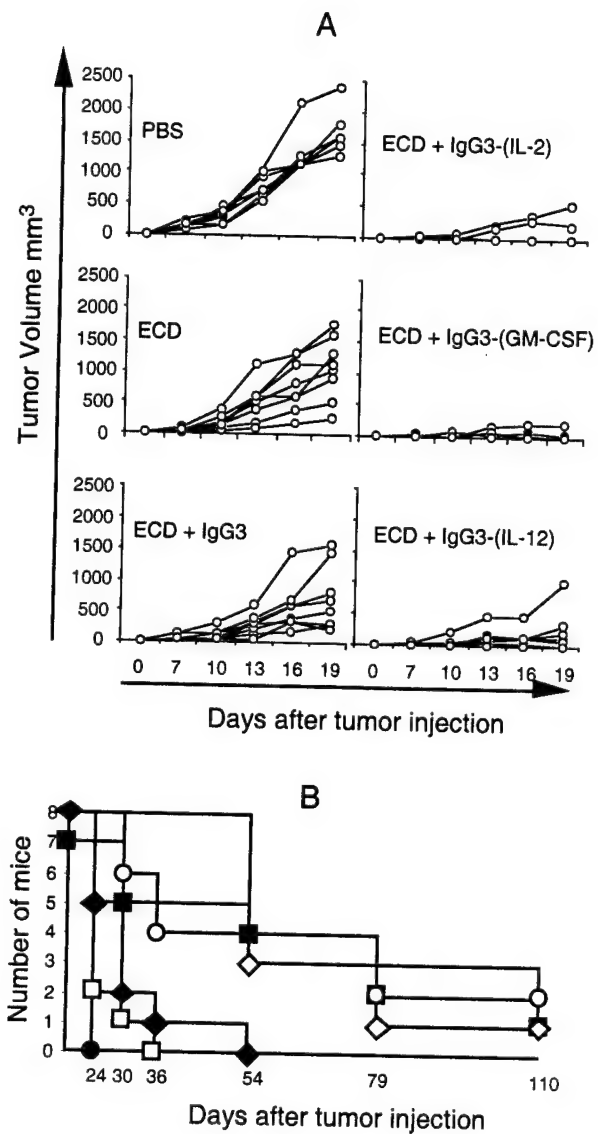 A
Tumor Volume mm3
2500
2000
1500
1000
500
0
PBS
ECD + IgG3-(IL-2)
2500
2000
1500
1000
500
0
ECD
ECD + IgG3-(GM-CSF)
2500
2000
1500
1000
500
0
ECD + IgG3
ECD + IgG3-(IL-12)
0 7 10 13 16 19
0 7 10 13 16 19
Days after tumor injection
B
Number of mice
8
7
6
5
4
3
2
1
0
24 30 36 54 79 110
Days after tumor injection